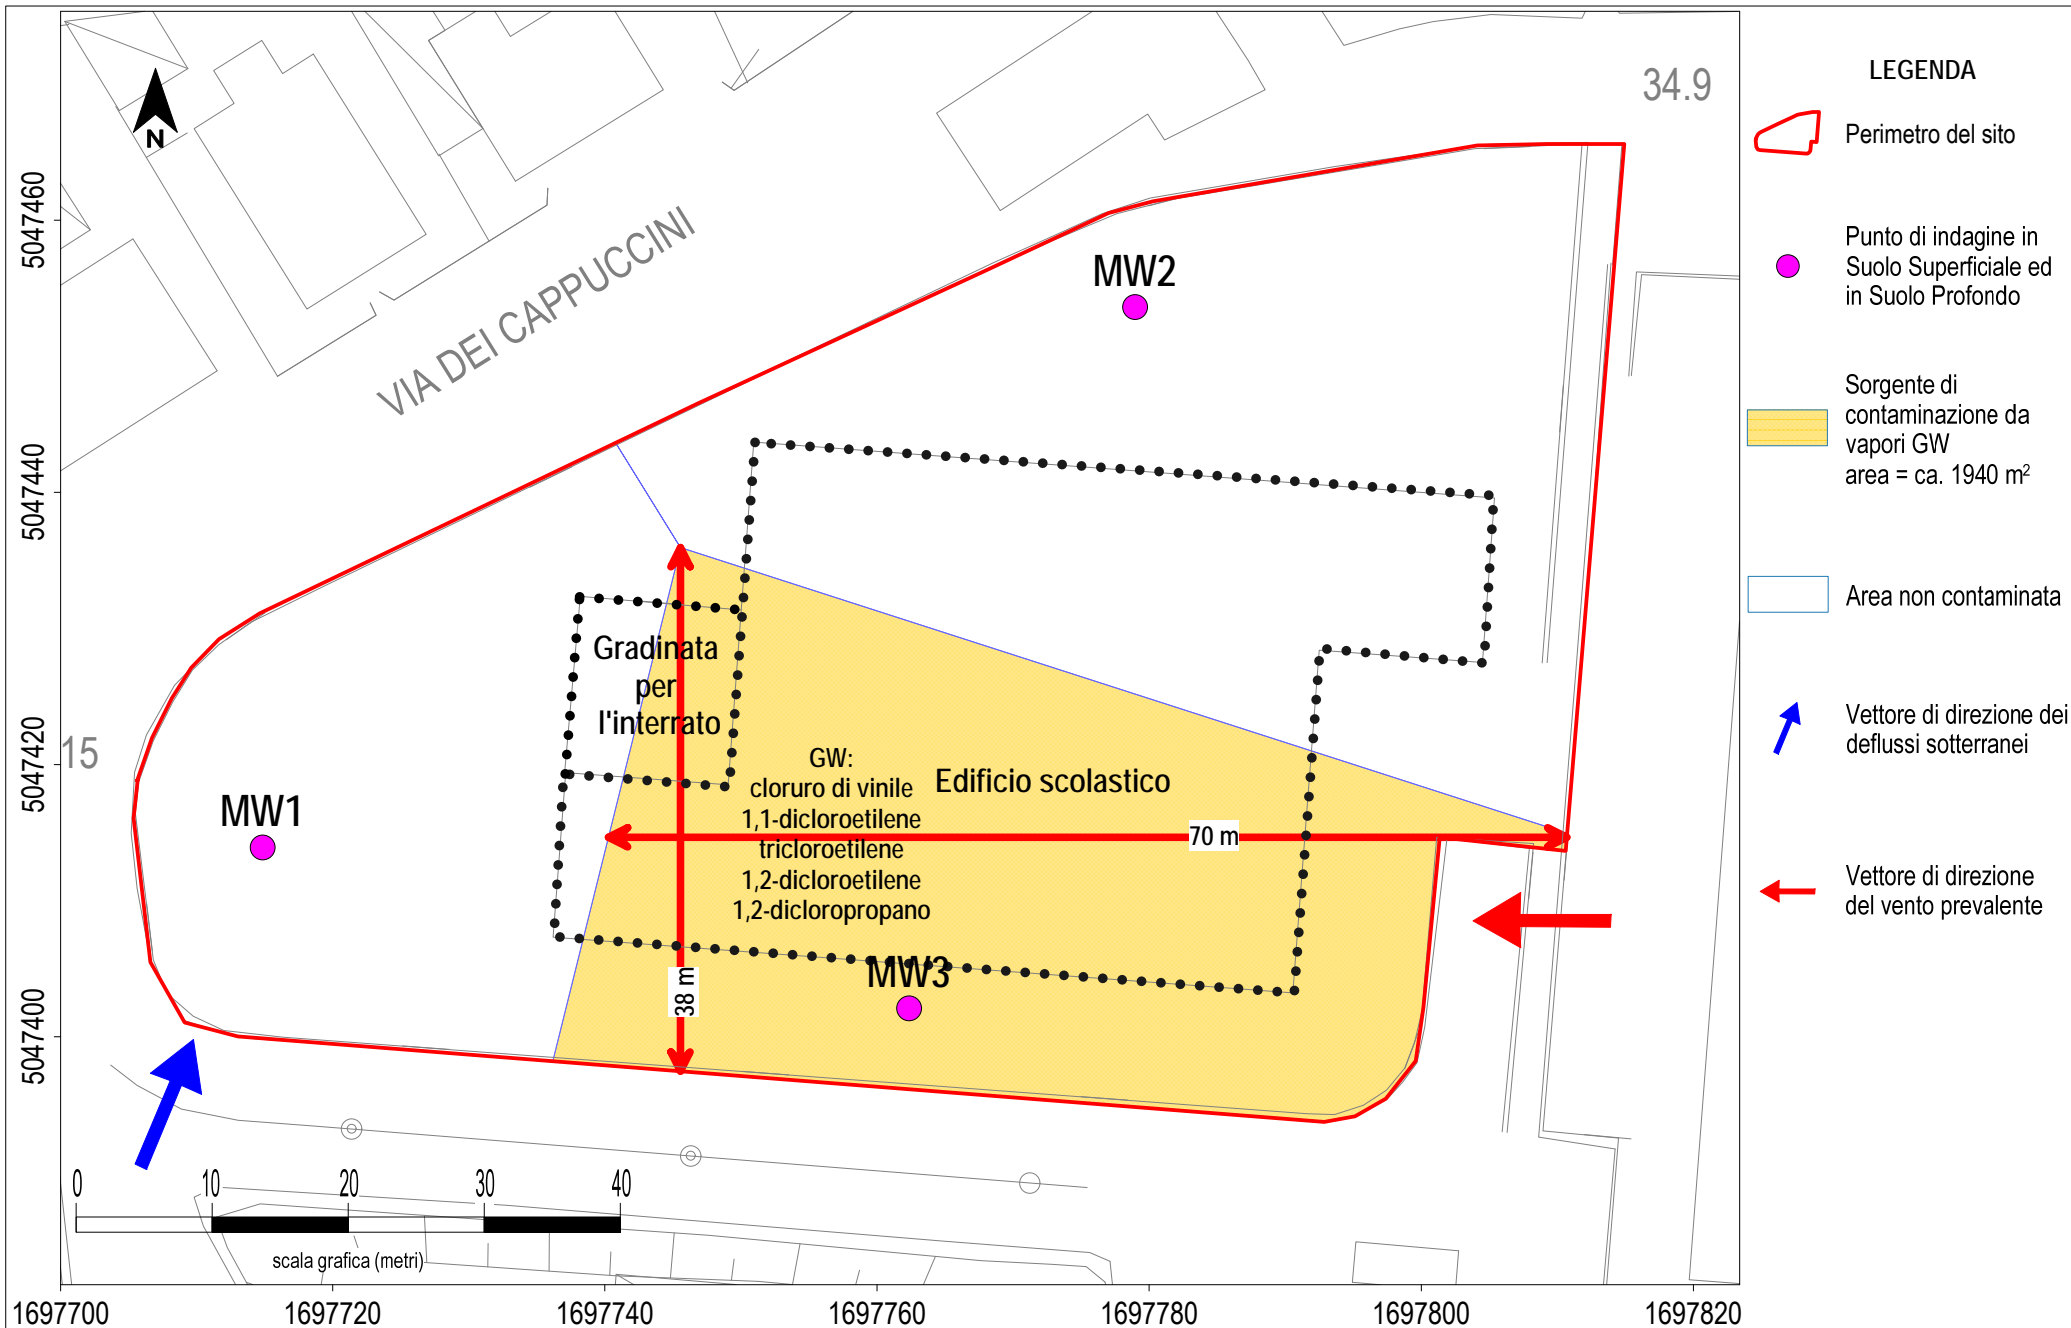 34.9
N
VIA DEI CAPPUCCINI
MW2
Gradinata
per
l'interrato
15
MW1
GW:
cloruro di vinile
1,1-dicloroetilene
tricloroetilene
1,2-dicloroetilene
1,2-dicloropropano
Edificio scolastico
70 m
38 m
MW3
0 10 20 30 40
scala grafica (metri)
5047460
5047440
5047420
5047400
1697700 1697720 1697740 1697760 1697780 1697800 1697820
LEGENDA
Perimetro del sito
Punto di indagine in
Suolo Superficiale ed
in Suolo Profondo
Sorgente di
contaminazione da
vapori GW
area = ca. 1940 m²
Area non contaminata
Vettore di direzione dei
deflussi sotterranei
Vettore di direzione
del vento prevalente